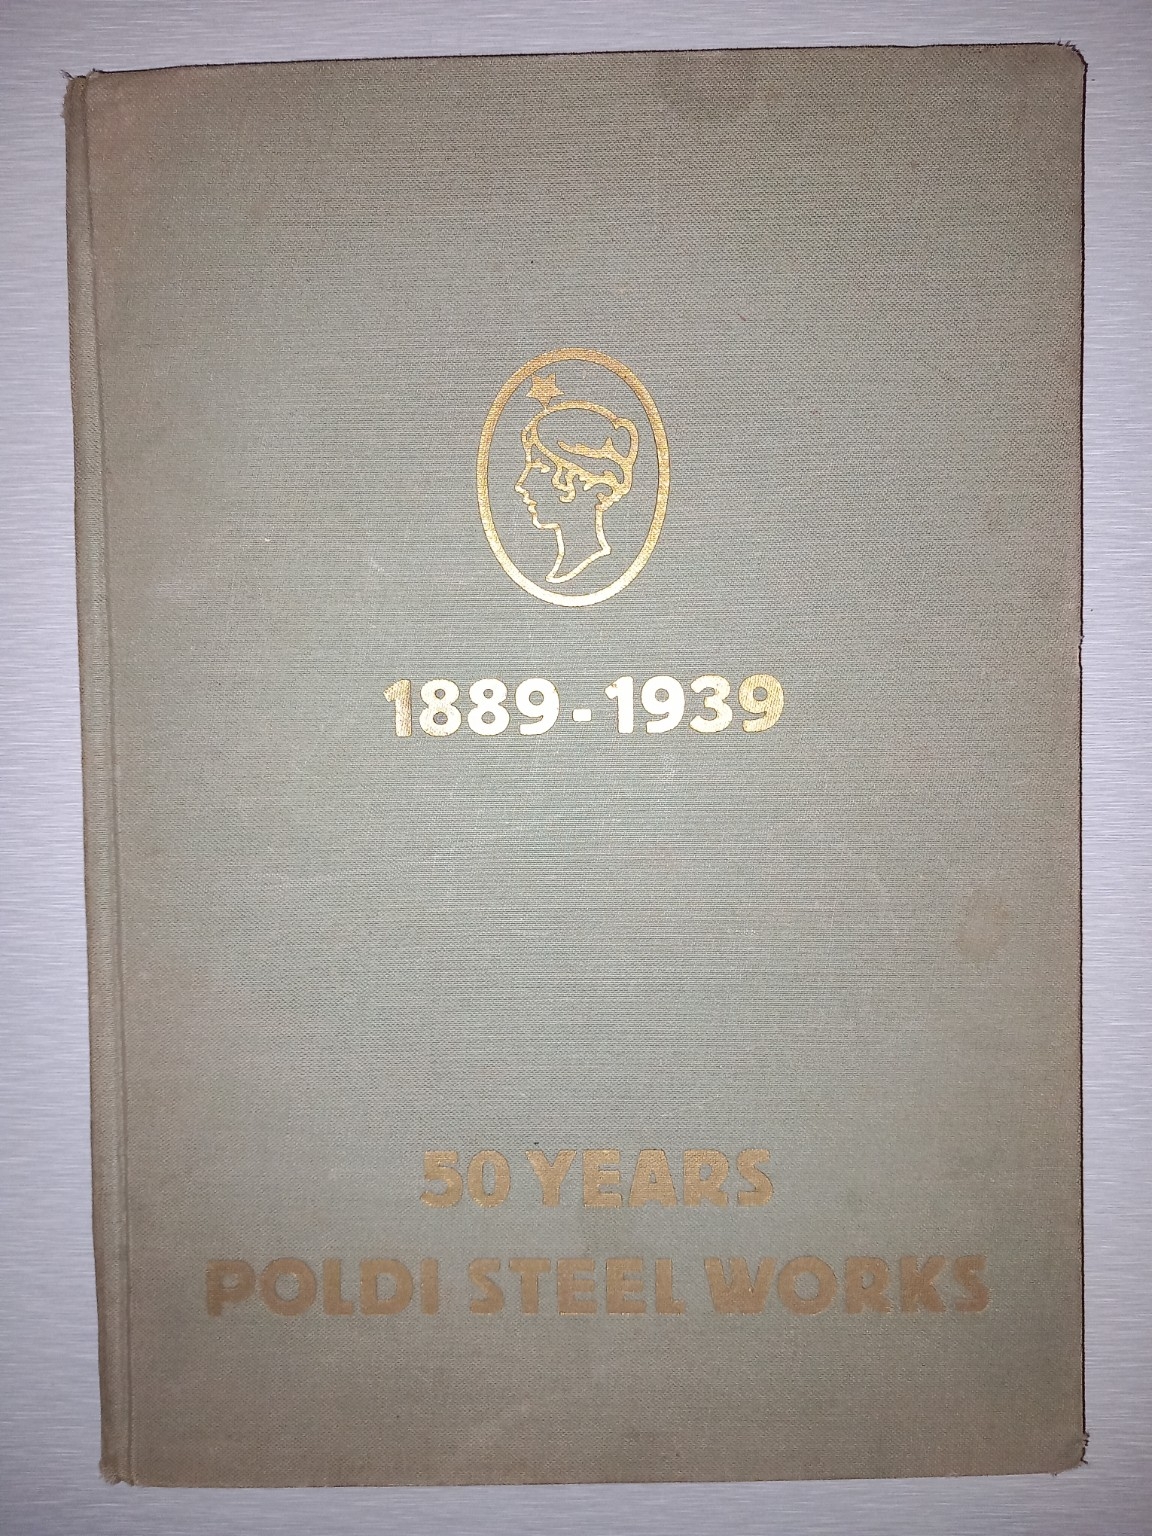 1889-1939
50 YEARS
POLDI STEEL WORKS